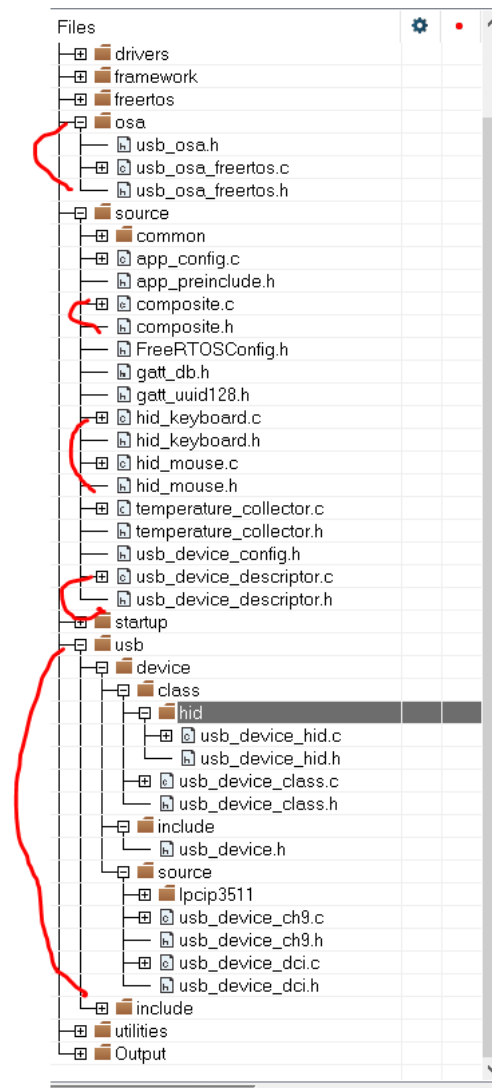 Files
drivers
framework
freertos
osa
usb_osa.h
usb_osa_freertos.c
usb_osa_freertos.h
source
common
app_config.c
app_preinclude.h
composite.c
composite.h
FreeRTOSConfig.h
gatt_db.h
gatt_uuid128.h
hid_keyboard.c
hid_keyboard.h
hid_mouse.c
hid_mouse.h
temperature_collector.c
temperature_collector.h
usb_device_config.h
usb_device_descriptor.c
usb_device_descriptor.h
startup
usb
device
class
hid
usb_device_hid.c
usb_device_hid.h
usb_device_class.c
usb_device_class.h
include
usb_device.h
source
lpcip3511
usb_device_ch9.c
usb_device_ch9.h
usb_device_dci.c
usb_device_dci.h
include
utilities
Output